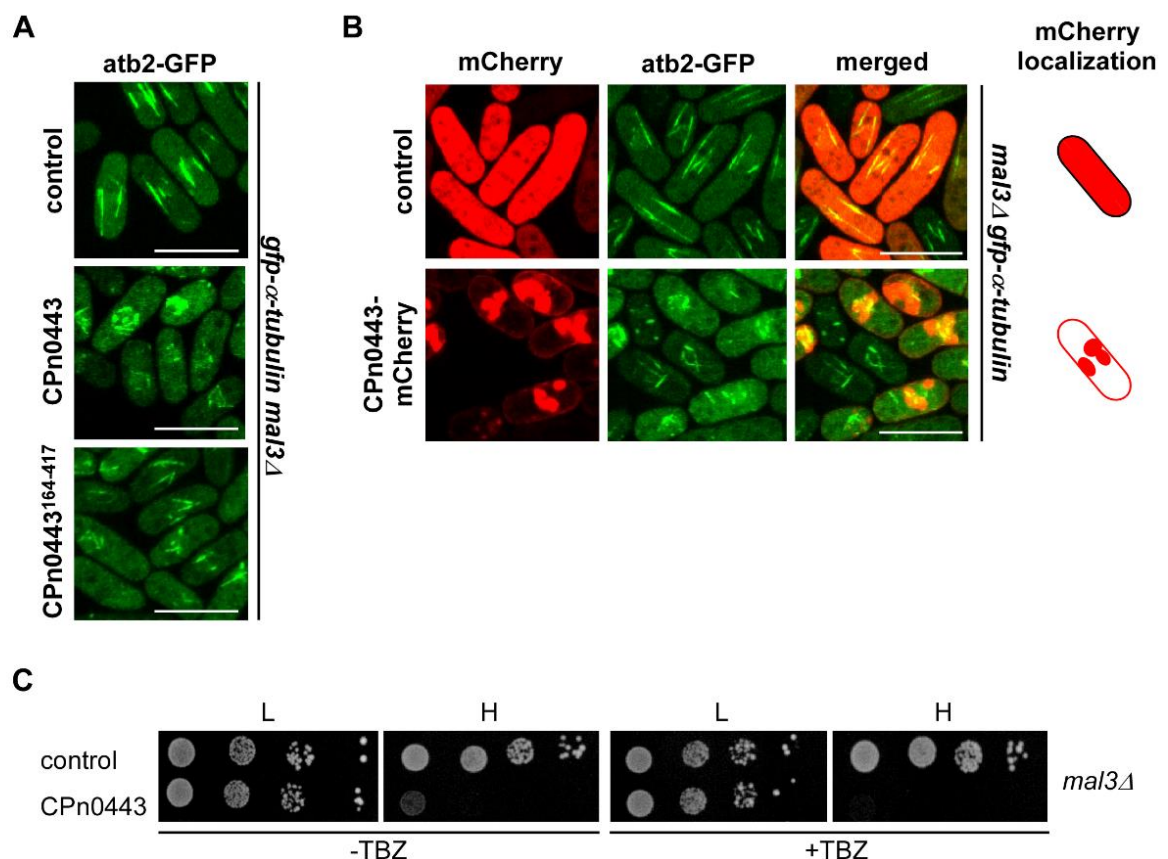 A
atb2-GFP
control
CPn0443
CPn0443164-417
gfp-α-tubulin mal3Δ
B
mCherry
atb2-GFP
merged
mCherry
localization
control
CPn0443-
mCherry
mal3Δ gfp-α-tubulin
C
L
H
L
H
control
CPn0443
mal3Δ
-TBZ
+TBZ